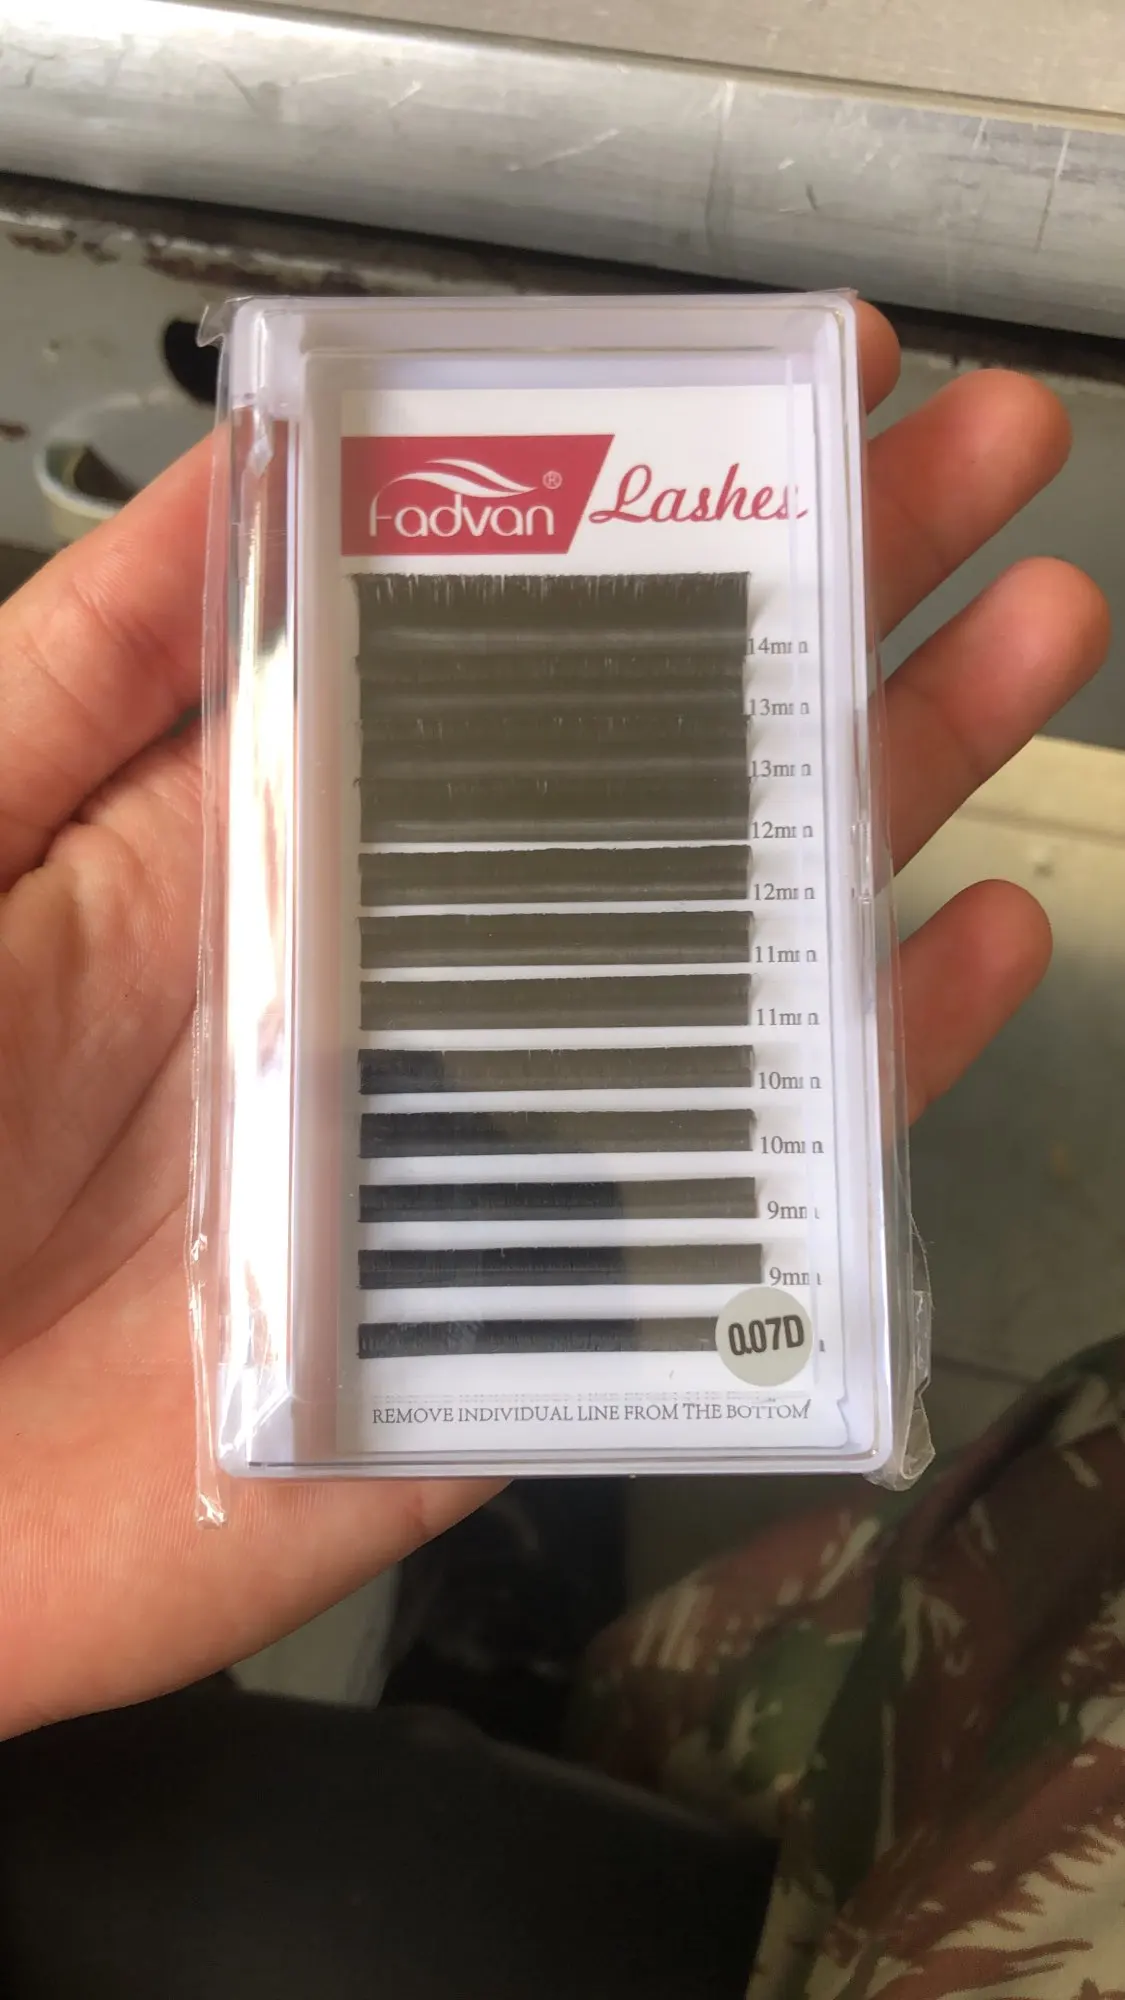 Fadvan® Lashes
14mm
13mm
13mm
12mm
12mm
11mm
11mm
10mm
10mm
9mm
9mm
0.07D
REMOVE INDIVIDUAL LINE FROM THE BOTTOM